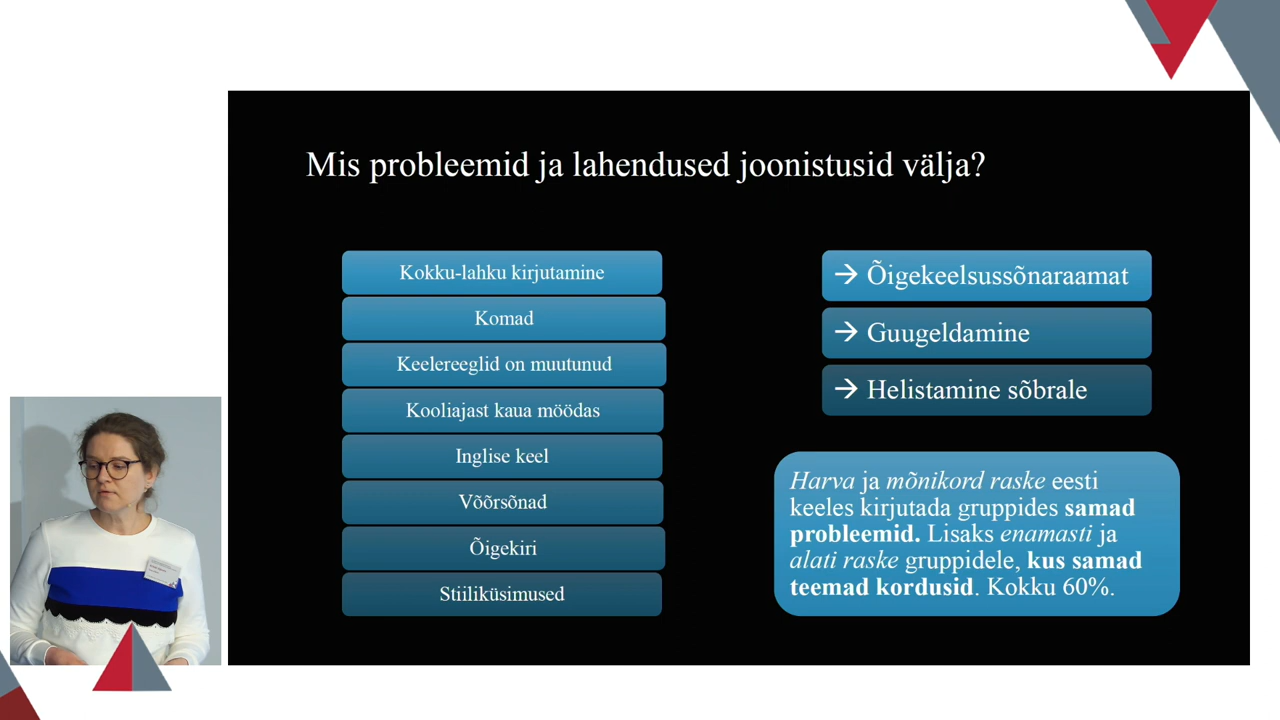 Mis probleemid ja lahendused joonistusid välja?
Kokku-lahku kirjutamine
Komad
Keelereeglid on muutunud
Kooliajast kaua möödas
Inglise keel
Võõrsõnad
Õigekiri
Stiiliküsimused
→ Õigekeelsussõnaraamat
→ Guugeldamine
→ Helistamine sõbrale
Harva ja mõnikord raske eesti
keeles kirjutada gruppides samad
probleemid. Lisaks enamasti ja
alati raske gruppidele, kus samad
teemad kordusid. Kokku 60%.